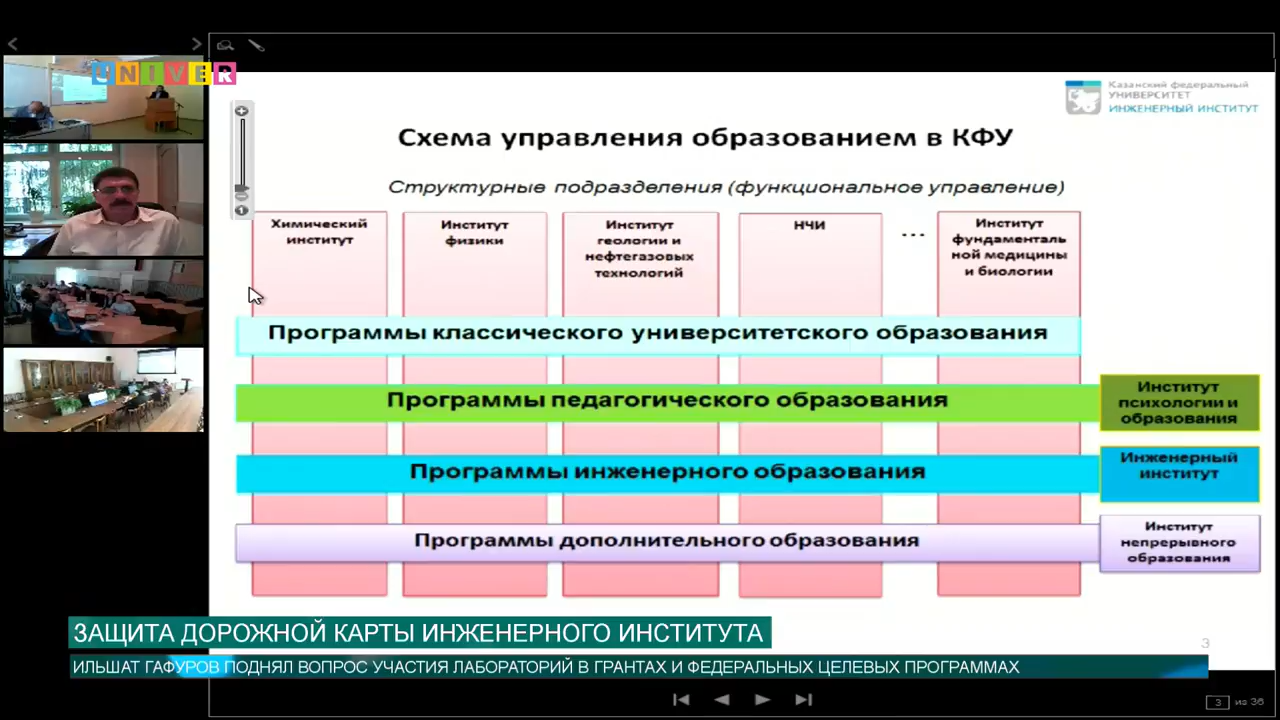 UNIVER
Казанский федеральный
УНИВЕРСИТЕТ
ИНЖЕНЕРНЫЙ ИНСТИТУТ
Схема управления образованием в КФУ
Структурные подразделения (функциональное управление)
Химический
институт
Институт
физики
Институт
геологии и
нефтегазовых
технологий
НЧИ
...
Институт
фундаменталь
ной медицины
и биологии
Программы классического университетского образования
Программы педагогического образования
Институт
психологии и
образования
Программы инженерного образования
Инженерный
институт
Программы дополнительного образования
Институт
непрерывного
образования
ЗАЩИТА ДОРОЖНОЙ КАРТЫ ИНЖЕНЕРНОГО ИНСТИТУТА
3
ИЛЬШАТ ГАФУРОВ ПОДНЯЛ ВОПРОС УЧАСТИЯ ЛАБОРАТОРИЙ В ГРАНТАХ И ФЕДЕРАЛЬНЫХ ЦЕЛЕВЫХ ПРОГРАММАХ
3 из 36